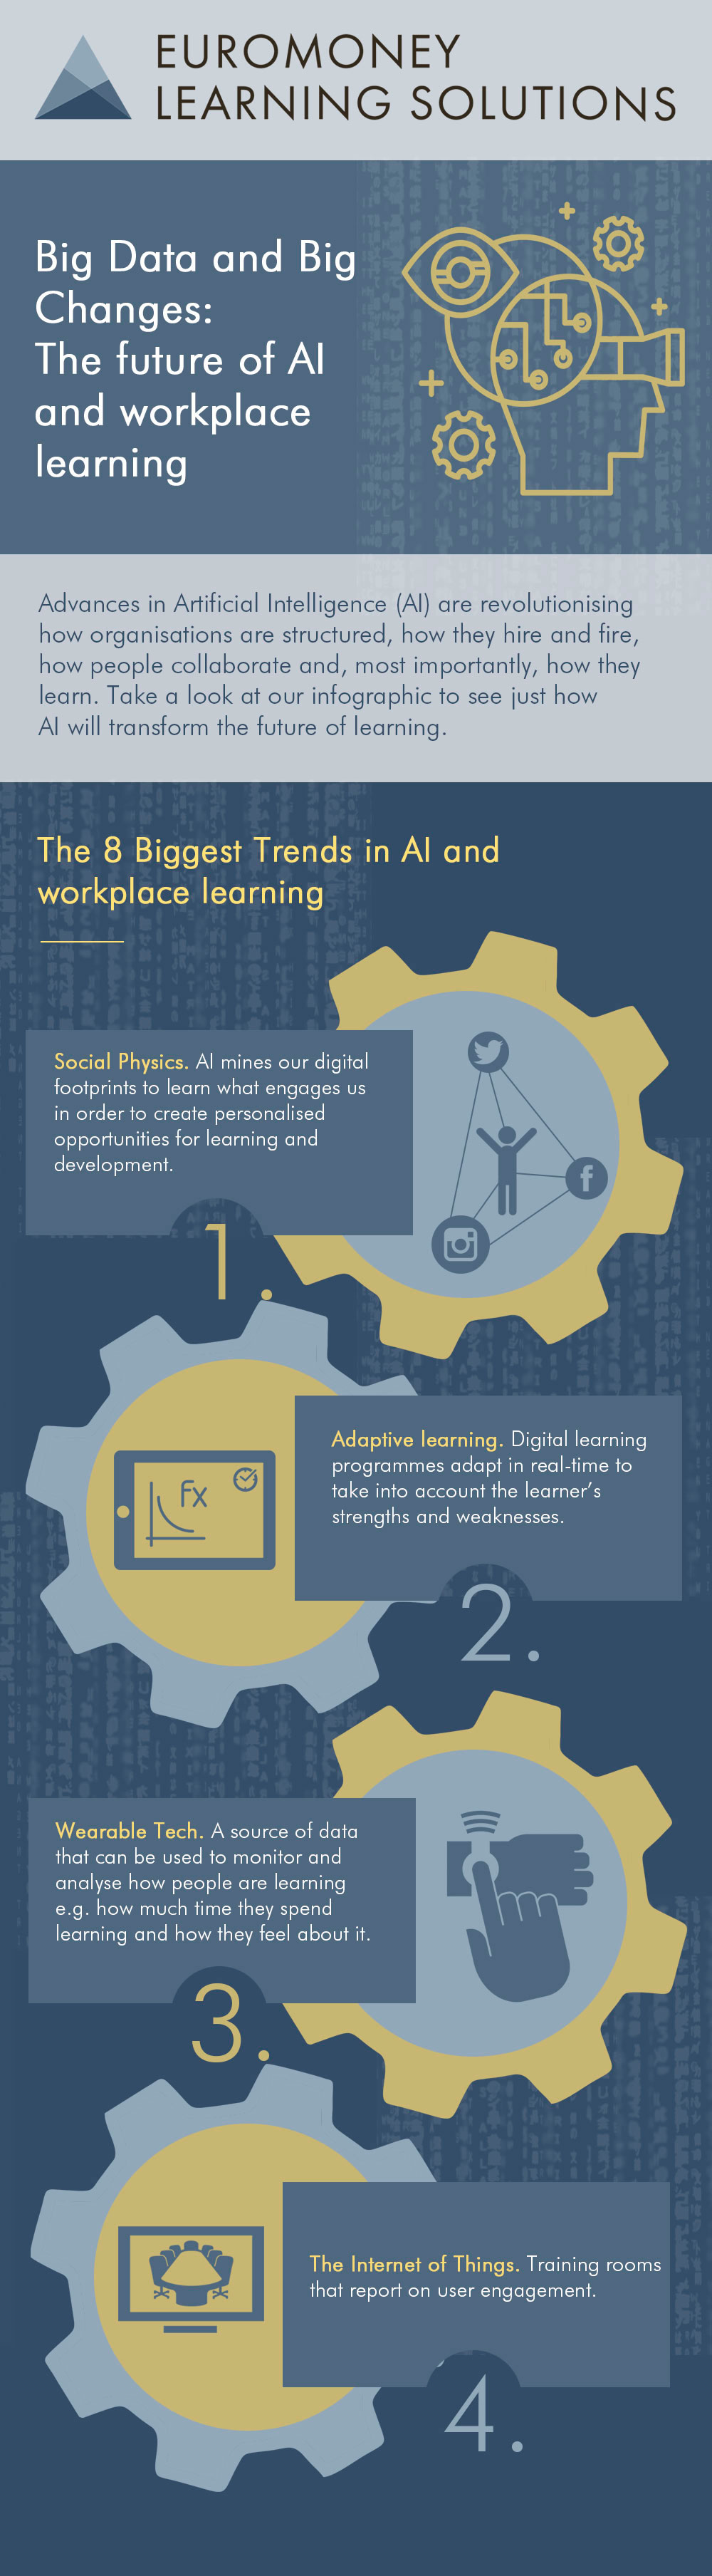 EUROMONEY
LEARNING SOLUTIONS
Big Data and Big
Changes:
The future of AI
and workplace
learning
Advances in Artificial Intelligence (AI) are revolutionising
how organisations are structured, how they hire and fire,
how people collaborate and, most importantly, how they
learn. Take a look at our infographic to see just how
AI will transform the future of learning.
The 8 Biggest Trends in AI and
workplace learning
Social Physics. AI mines our digital
footprints to learn what engages us
in order to create personalised
opportunities for learning and
development.
1.
Adaptive learning. Digital learning
programmes adapt in real-time to
take into account the learner's
strengths and weaknesses.
fx
2.
Wearable Tech. A source of data
that can be used to monitor and
analyse how people are learning
e.g. how much time they spend
learning and how they feel about it.
3.
The Internet of Things. Training rooms
that report on user engagement.
4.